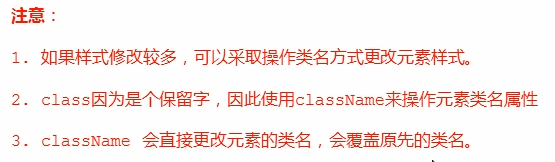 注意：
1. 如果样式修改较多，可以采取操作类名方式更改元素样式。
2. class因为是个保留字，因此使用className来操作元素类名属性
3. className 会直接更改元素的类名，会覆盖原先的类名。